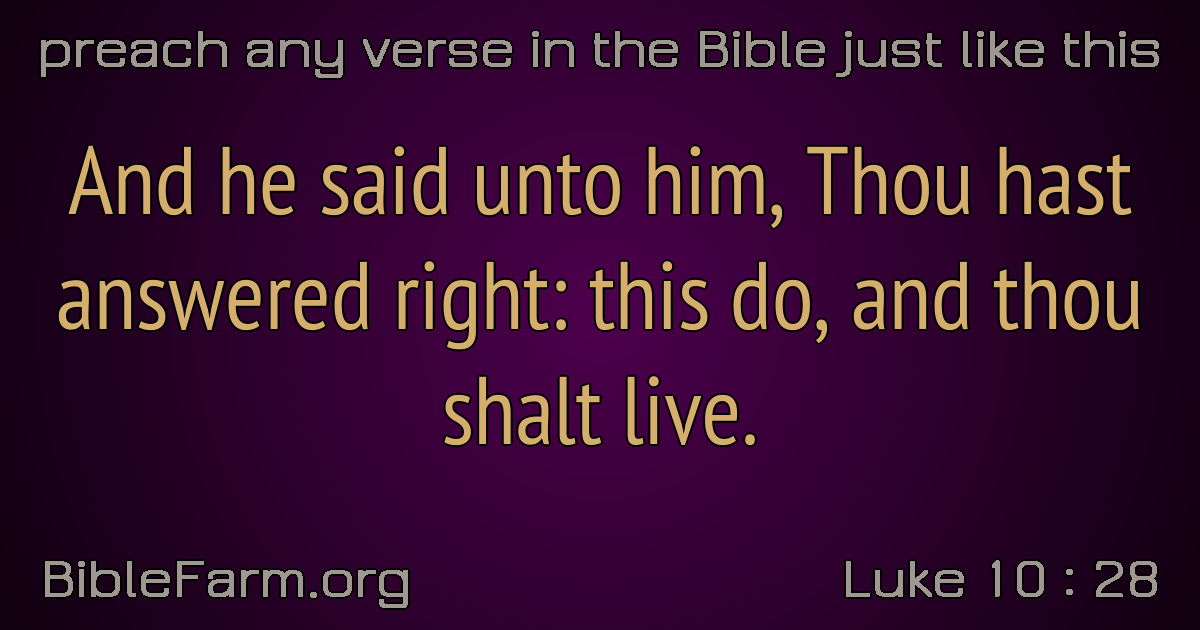 preach any verse in the Bible just like this
And he said unto him, Thou hast
answered right: this do, and thou
shalt live.
BibleFarm.org
Luke 10 : 28